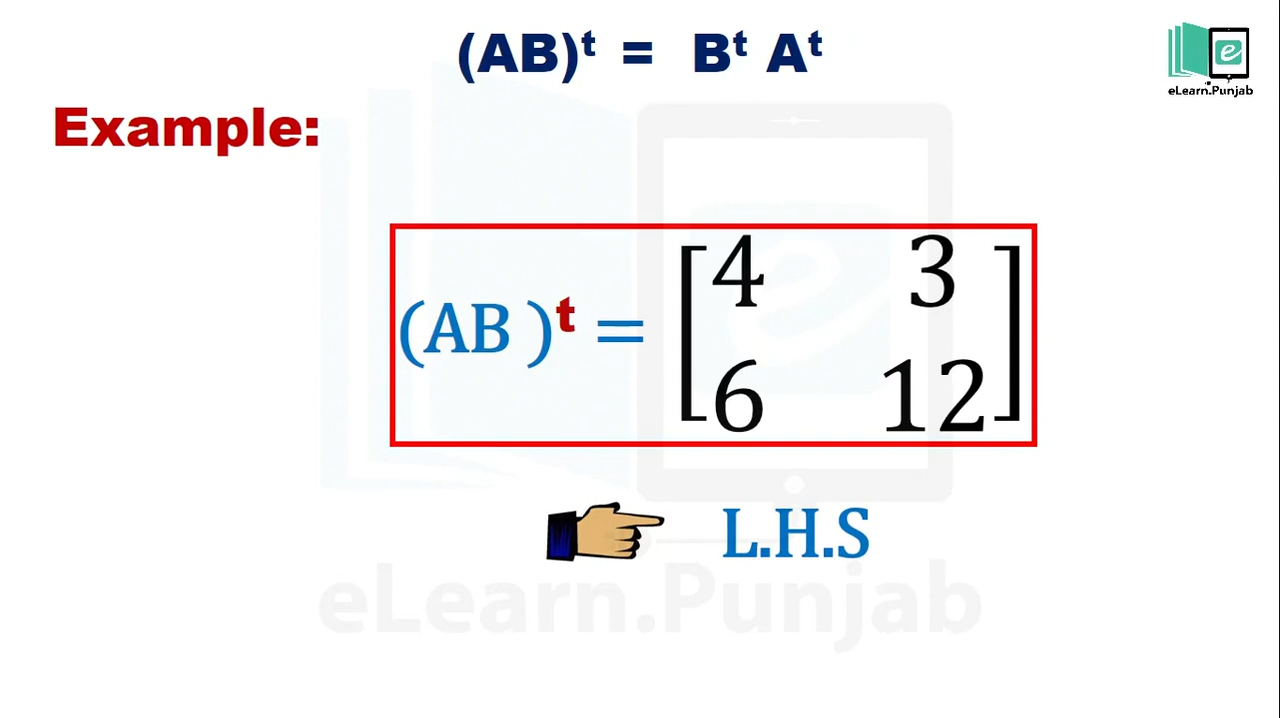 (AB)ᵗ = Bᵗ Aᵗ
eLearn.Punjab
Example:
(AB )ᵗ = [4 3
6 12]
L.H.S
eLearn.Punjab